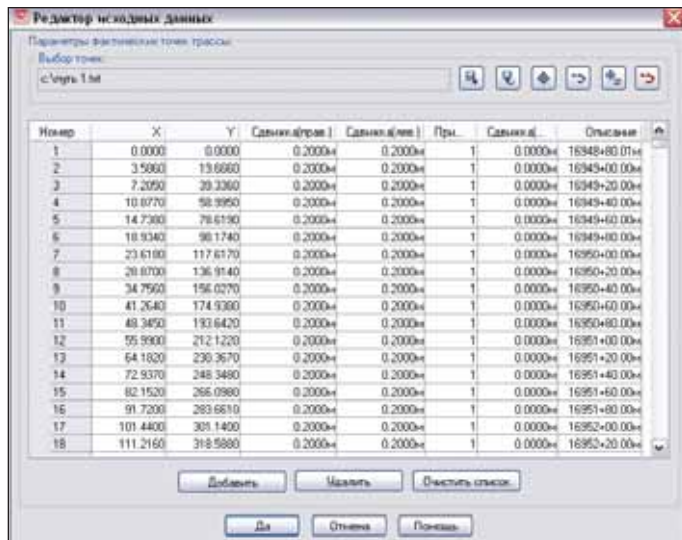 Редактор исходных данных
Параметры фактических точек трассы
Выбор точек
c:\путь 1.txt
Номер X Y Сдвижка(прав.) Сдвижка(лев.) При... Сдвижка(... Описание
1 0.0000 0.0000 0.2000м 0.2000м 1 0.0000м 16948+80.01м
2 3.5860 19.6660 0.2000м 0.2000м 1 0.0000м 16949+00.00м
3 7.2050 39.3360 0.2000м 0.2000м 1 0.0000м 16949+20.00м
4 10.8770 58.9950 0.2000м 0.2000м 1 0.0000м 16949+40.00м
5 14.7380 78.6190 0.2000м 0.2000м 1 0.0000м 16949+60.00м
6 18.9340 98.1740 0.2000м 0.2000м 1 0.0000м 16949+80.00м
7 23.6180 117.6170 0.2000м 0.2000м 1 0.0000м 16950+00.00м
8 28.8700 136.9140 0.2000м 0.2000м 1 0.0000м 16950+20.00м
9 34.7560 156.0270 0.2000м 0.2000м 1 0.0000м 16950+40.00м
10 41.2640 174.9380 0.2000м 0.2000м 1 0.0000м 16950+60.00м
11 48.3450 193.6420 0.2000м 0.2000м 1 0.0000м 16950+80.00м
12 55.9900 212.1220 0.2000м 0.2000м 1 0.0000м 16951+00.00м
13 64.1820 230.3670 0.2000м 0.2000м 1 0.0000м 16951+20.00м
14 72.9370 248.3480 0.2000м 0.2000м 1 0.0000м 16951+40.00м
15 82.1520 266.0980 0.2000м 0.2000м 1 0.0000м 16951+60.00м
16 91.7200 283.6610 0.2000м 0.2000м 1 0.0000м 16951+80.00м
17 101.4400 301.1400 0.2000м 0.2000м 1 0.0000м 16952+00.00м
18 111.2160 318.5880 0.2000м 0.2000м 1 0.0000м 16952+20.00м
Добавить Удалить Очистить список
Да Отмена Помощь